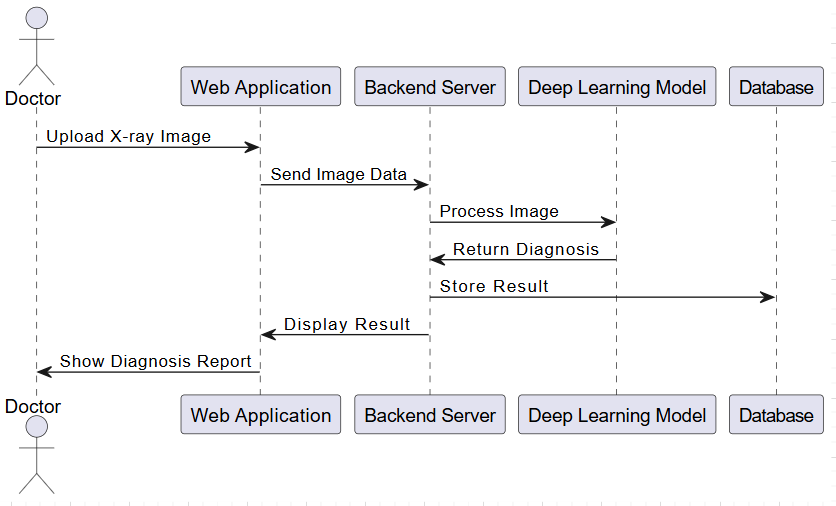 Doctor
Web Application
Backend Server
Deep Learning Model
Database
Upload X-ray Image
Send Image Data
Process Image
Return Diagnosis
Store Result
Display Result
Show Diagnosis Report
Doctor
Web Application
Backend Server
Deep Learning Model
Database